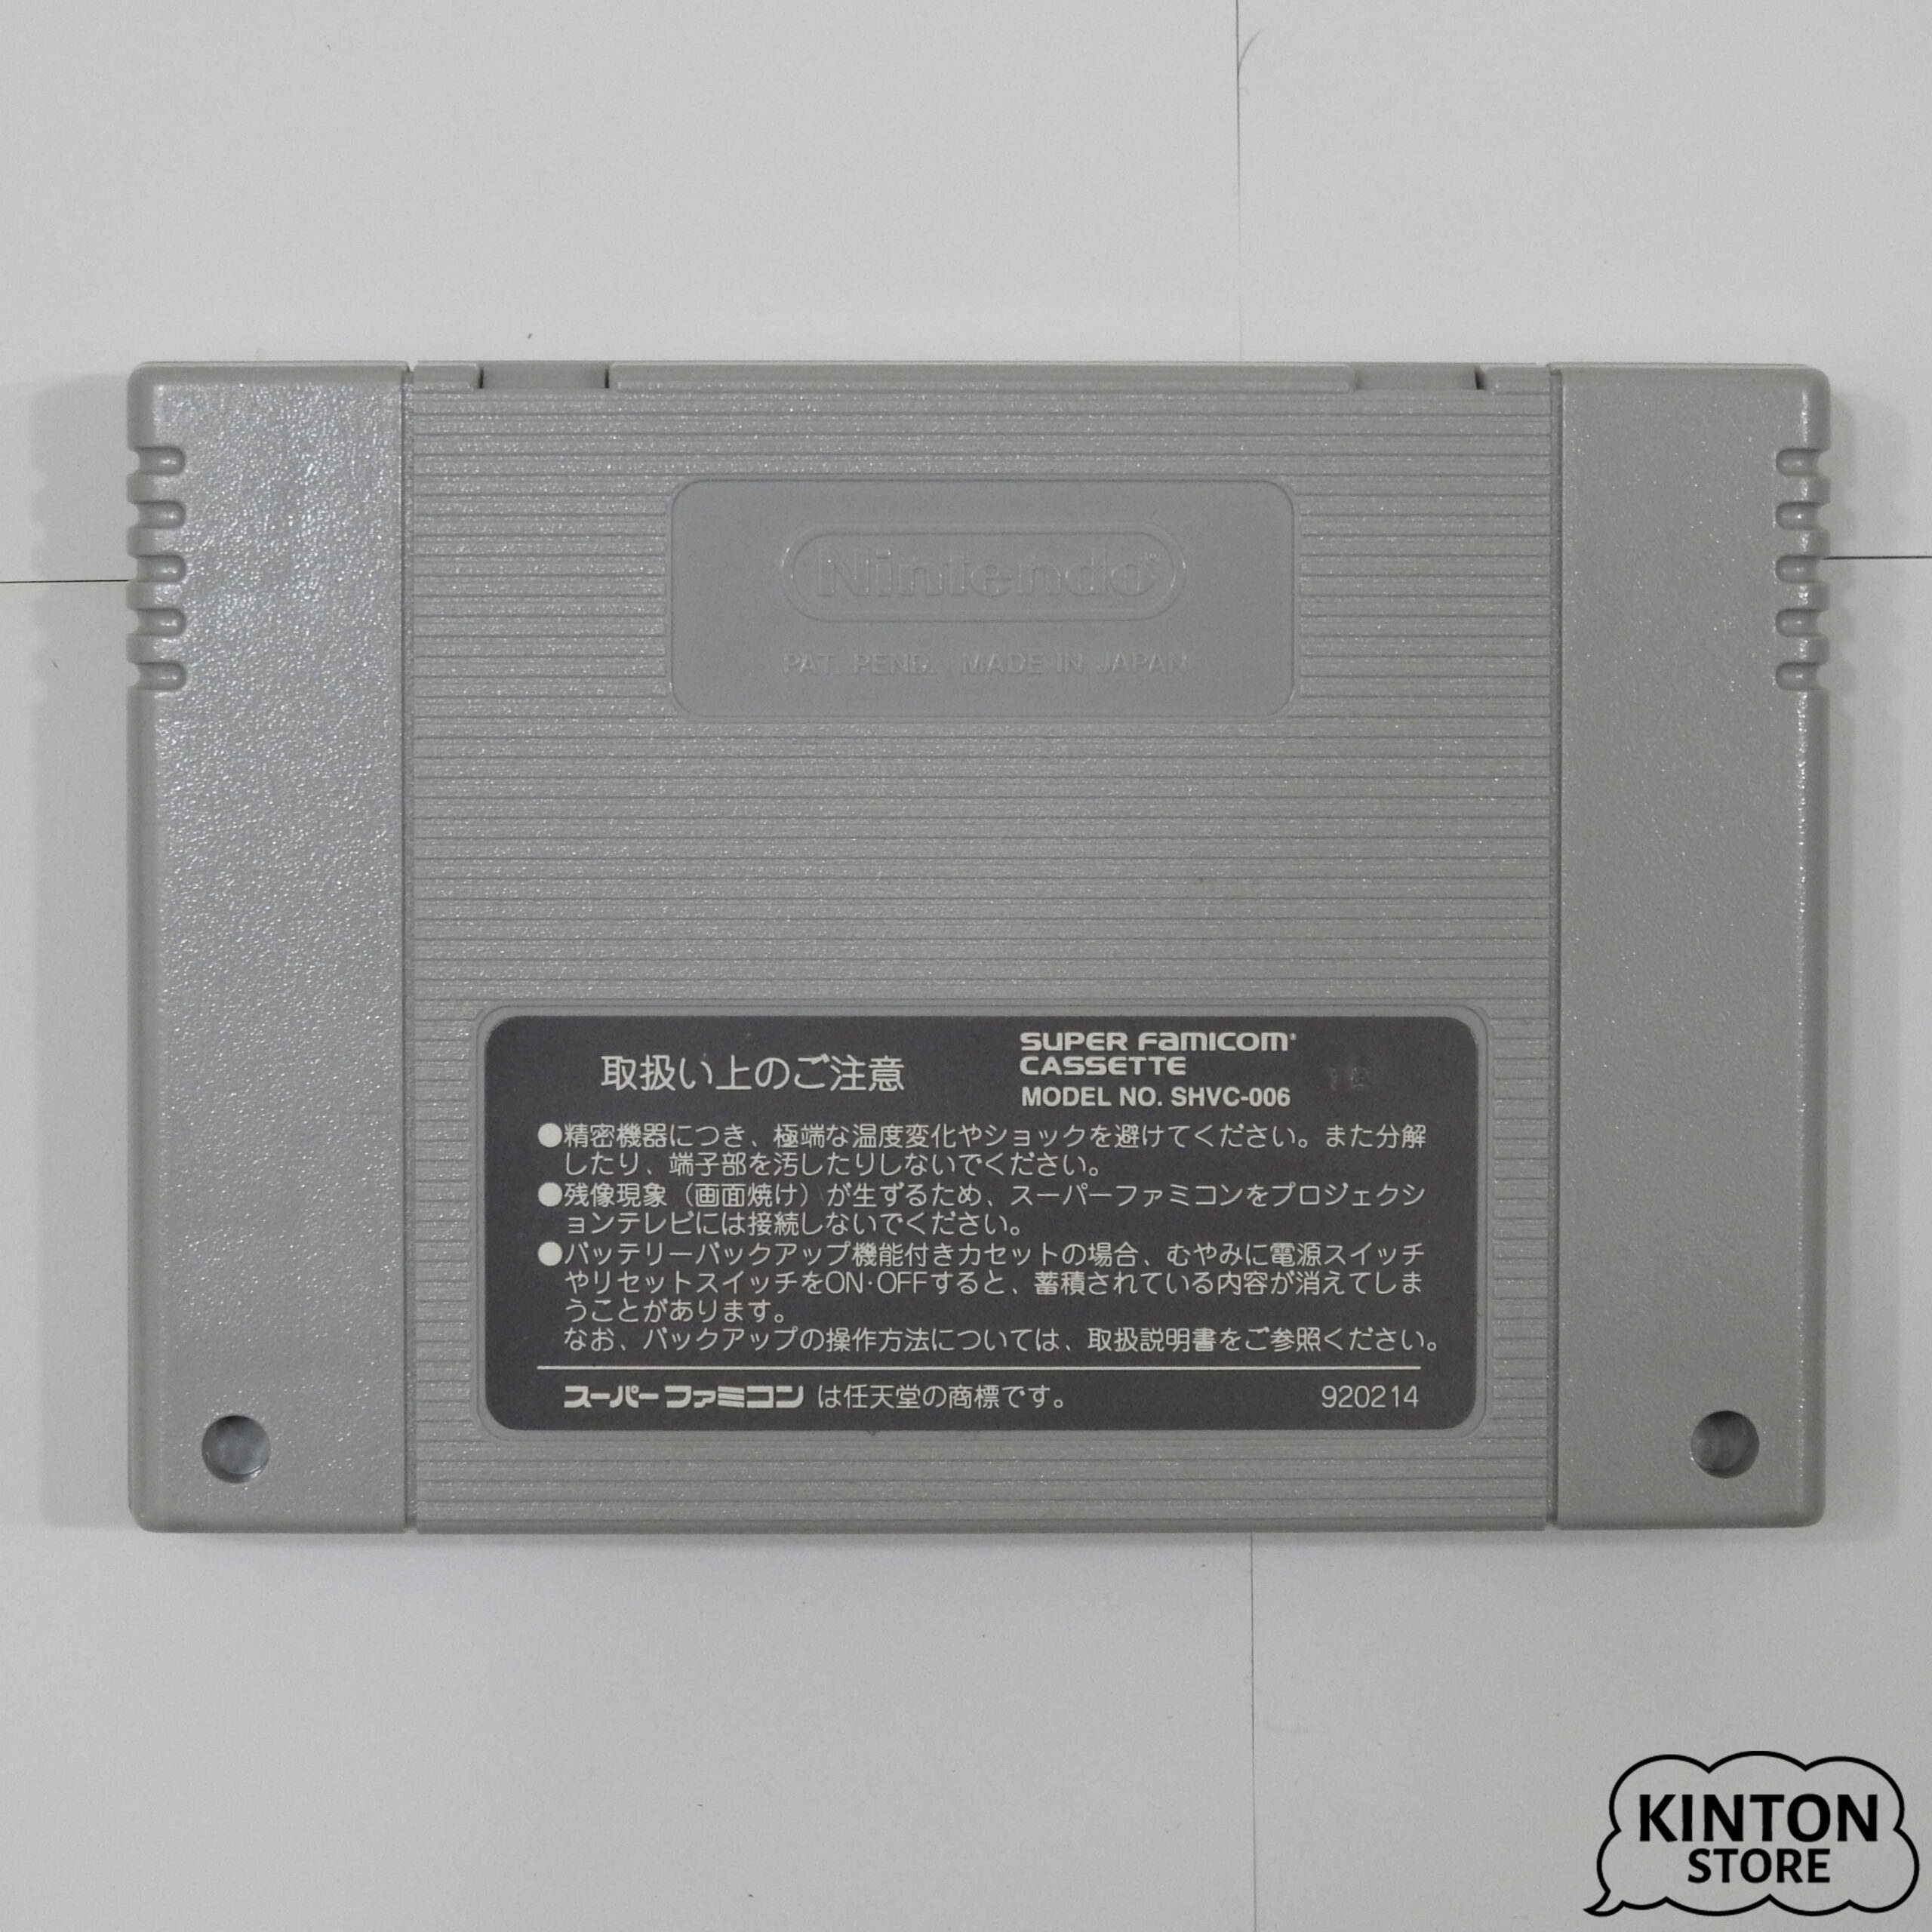 Nintendo
PAT. PEND. MADE IN JAPAN
取扱い上のご注意
SUPER FAMICOM
CASSETTE
MODEL NO. SHVC-006
●精密機器につき、極端な温度変化やショックを避けてください。また分解
したり、端子部を汚したりしないでください。
●残像現象（画面焼け）が生ずるため、スーパーファミコンをプロジェクシ
ョンテレビには接続しないでください。
●バッテリーバックアップ機能付きカセットの場合、むやみに電源スイッチ
やリセットスイッチをON·OFFすると、蓄積されている内容が消えてしま
うことがあります。
なお、バックアップの操作方法については、取扱説明書をご参照ください。
スーパーファミコン は任天堂の商標です。 920214
KINTON
STORE